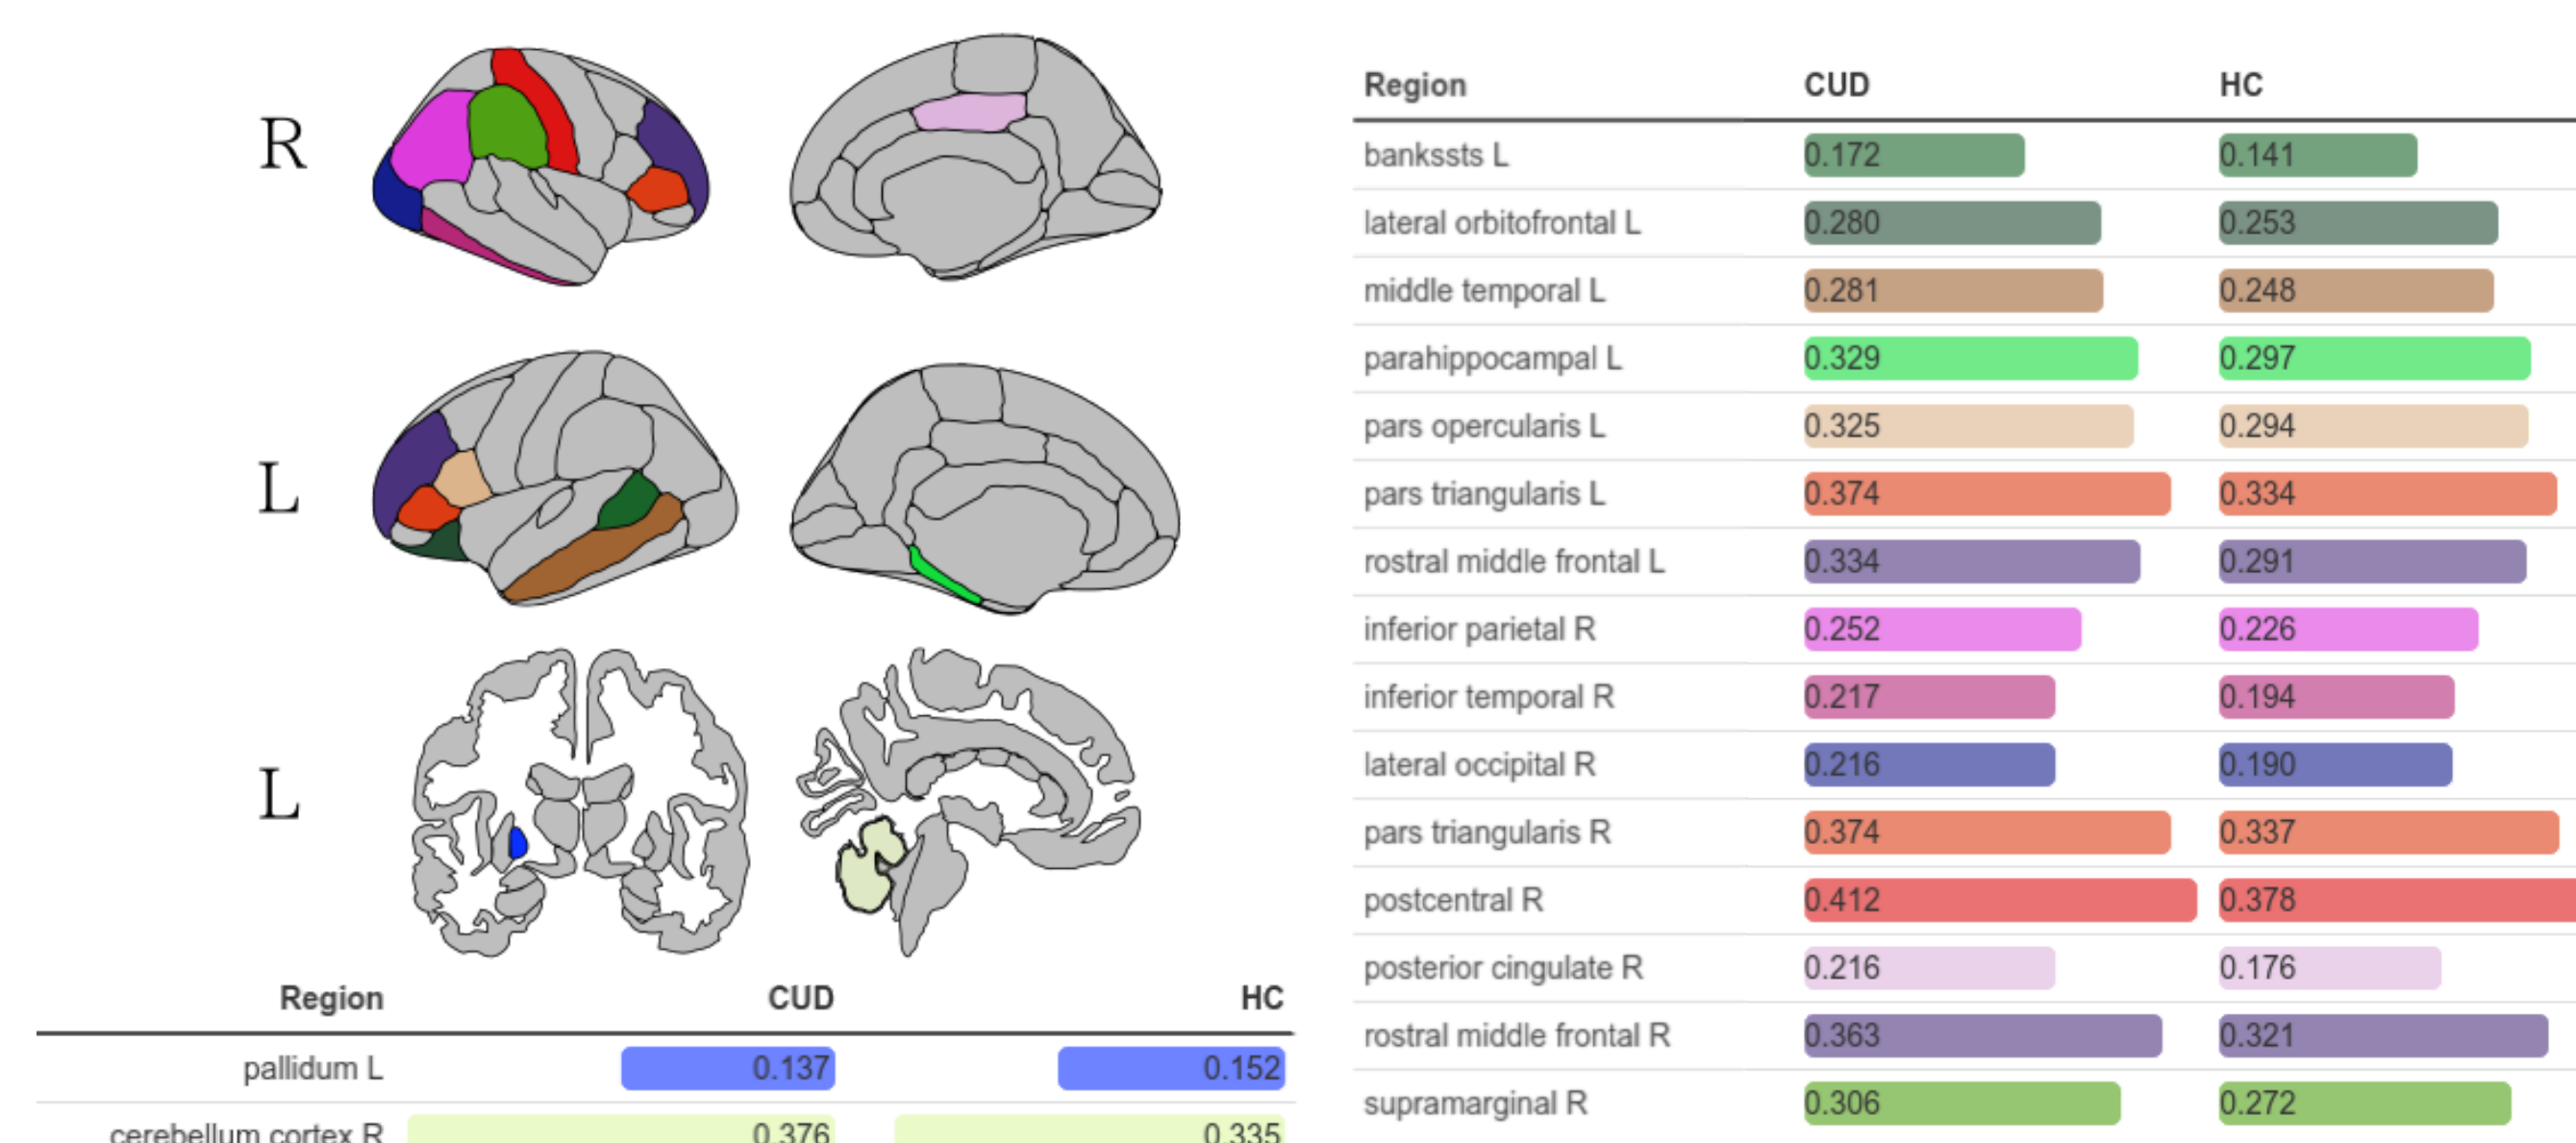 R
L
L
Region CUD HC
pallidum L 0.137 0.152
cerebellum cortex R 0.376 0.335
Region CUD HC
bankssts L 0.172 0.141
lateral orbitofrontal L 0.280 0.253
middle temporal L 0.281 0.248
parahippocampal L 0.329 0.297
pars opercularis L 0.325 0.294
pars triangularis L 0.374 0.334
rostral middle frontal L 0.334 0.291
inferior parietal R 0.252 0.226
inferior temporal R 0.217 0.194
lateral occipital R 0.216 0.190
pars triangularis R 0.374 0.337
postcentral R 0.412 0.378
posterior cingulate R 0.216 0.176
rostral middle frontal R 0.363 0.321
supramarginal R 0.306 0.272